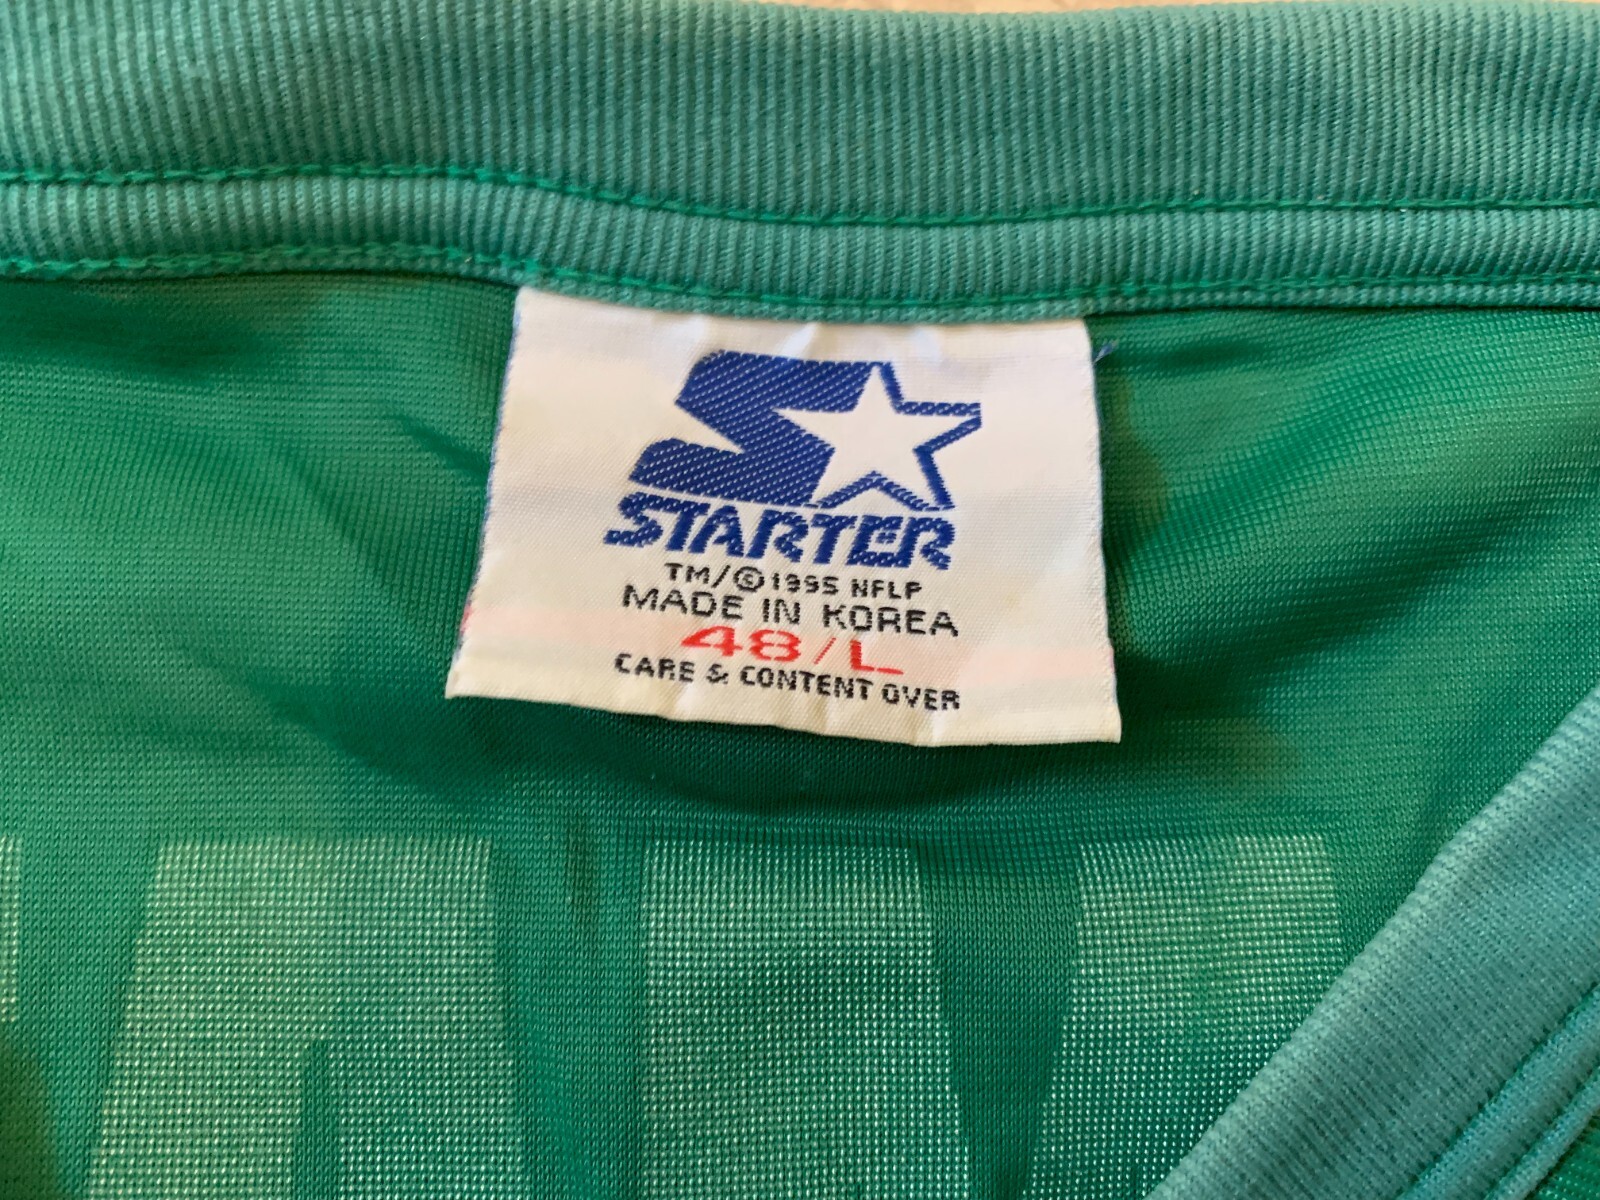 STARTER
TM/©1995 NFLP
MADE IN KOREA
48/L
CARE & CONTENT OVER